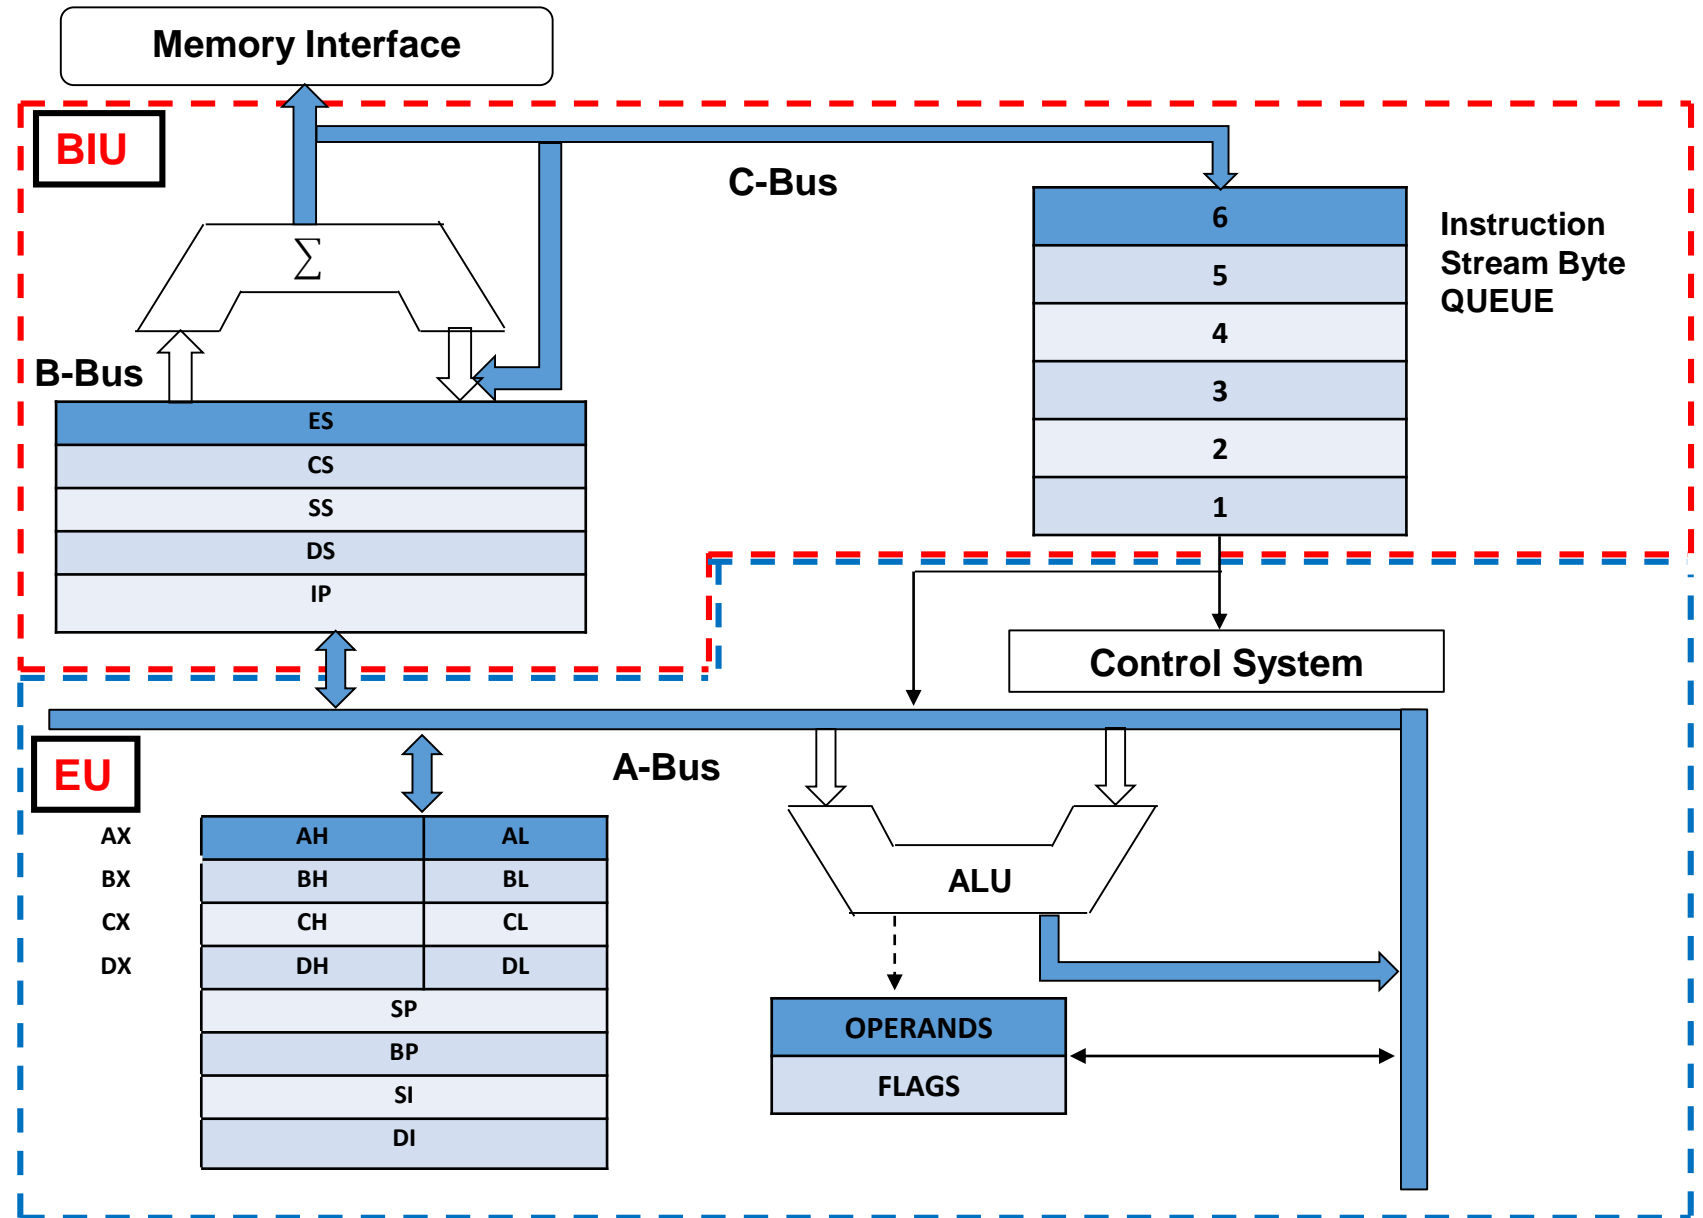 Memory Interface
BIU
C-Bus
6
5
4
3
2
1
Instruction
Stream Byte
QUEUE
∑
B-Bus
ES
CS
SS
DS
IP
Control System
EU
A-Bus
AX AH AL
BX BH BL
CX CH CL
DX DH DL
SP
BP
SI
DI
ALU
OPERANDS
FLAGS